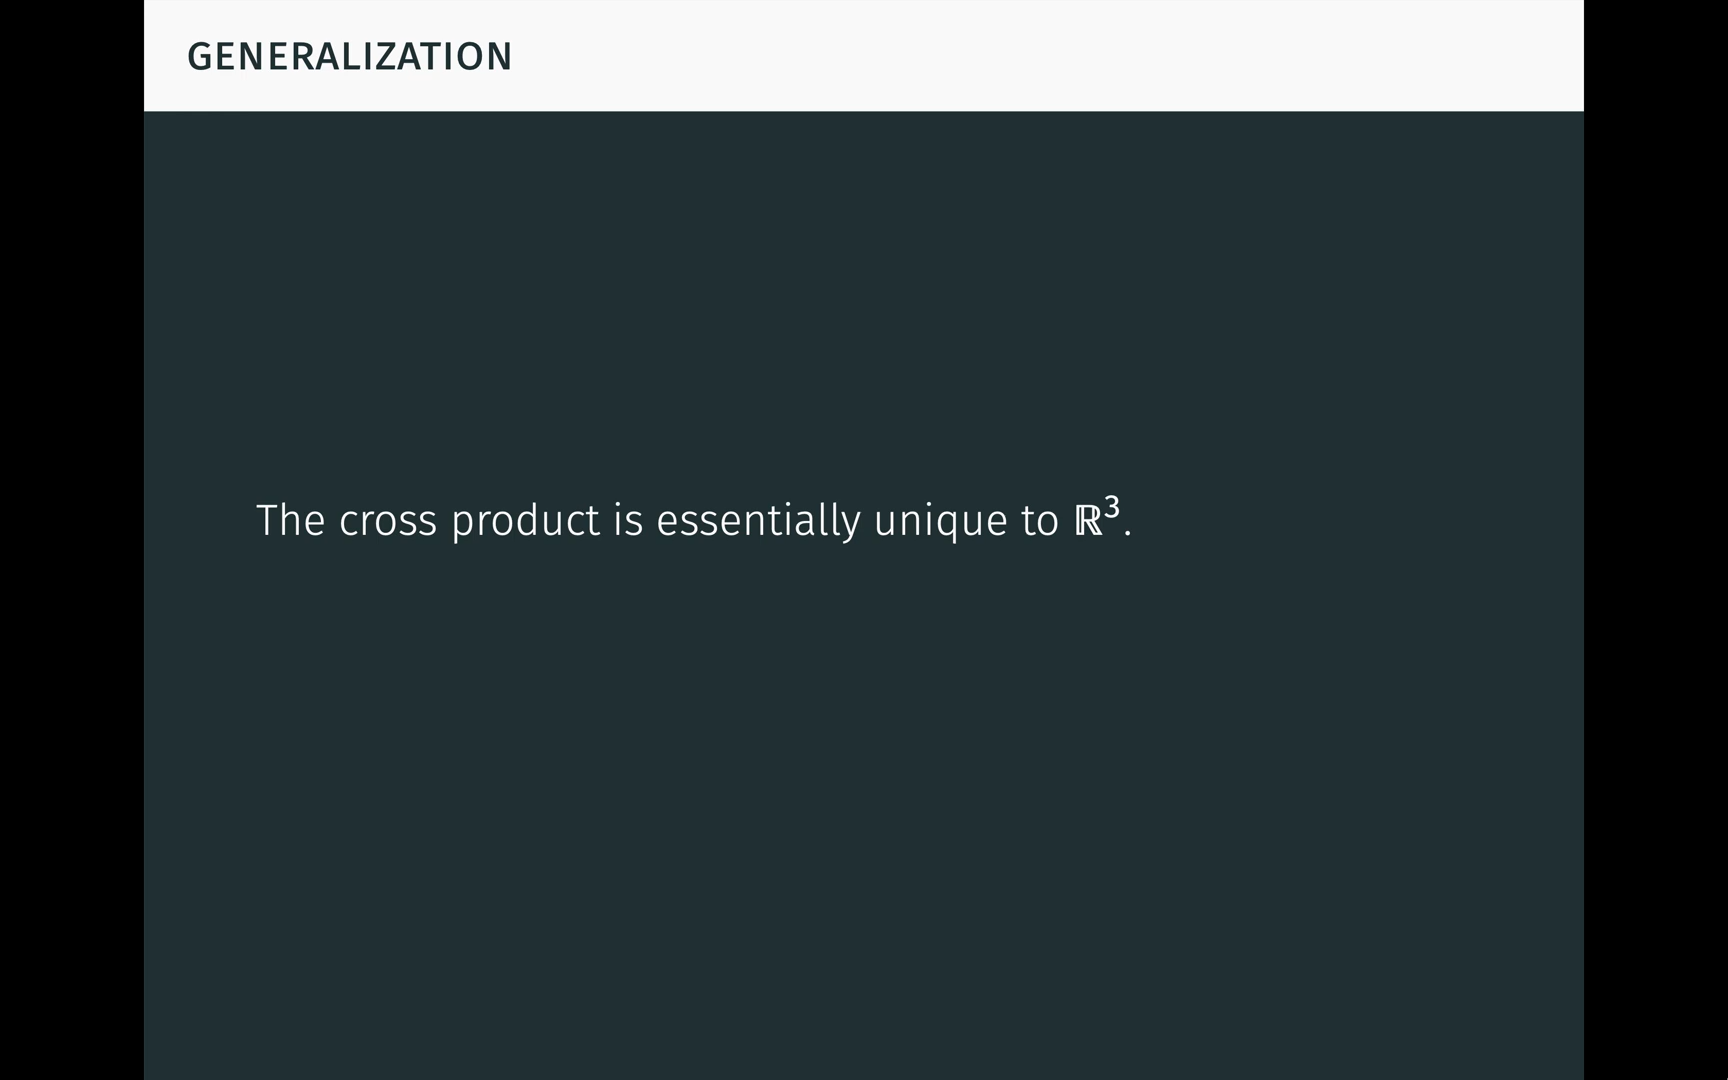 GENERALIZATION
The cross product is essentially unique to ℝ³.